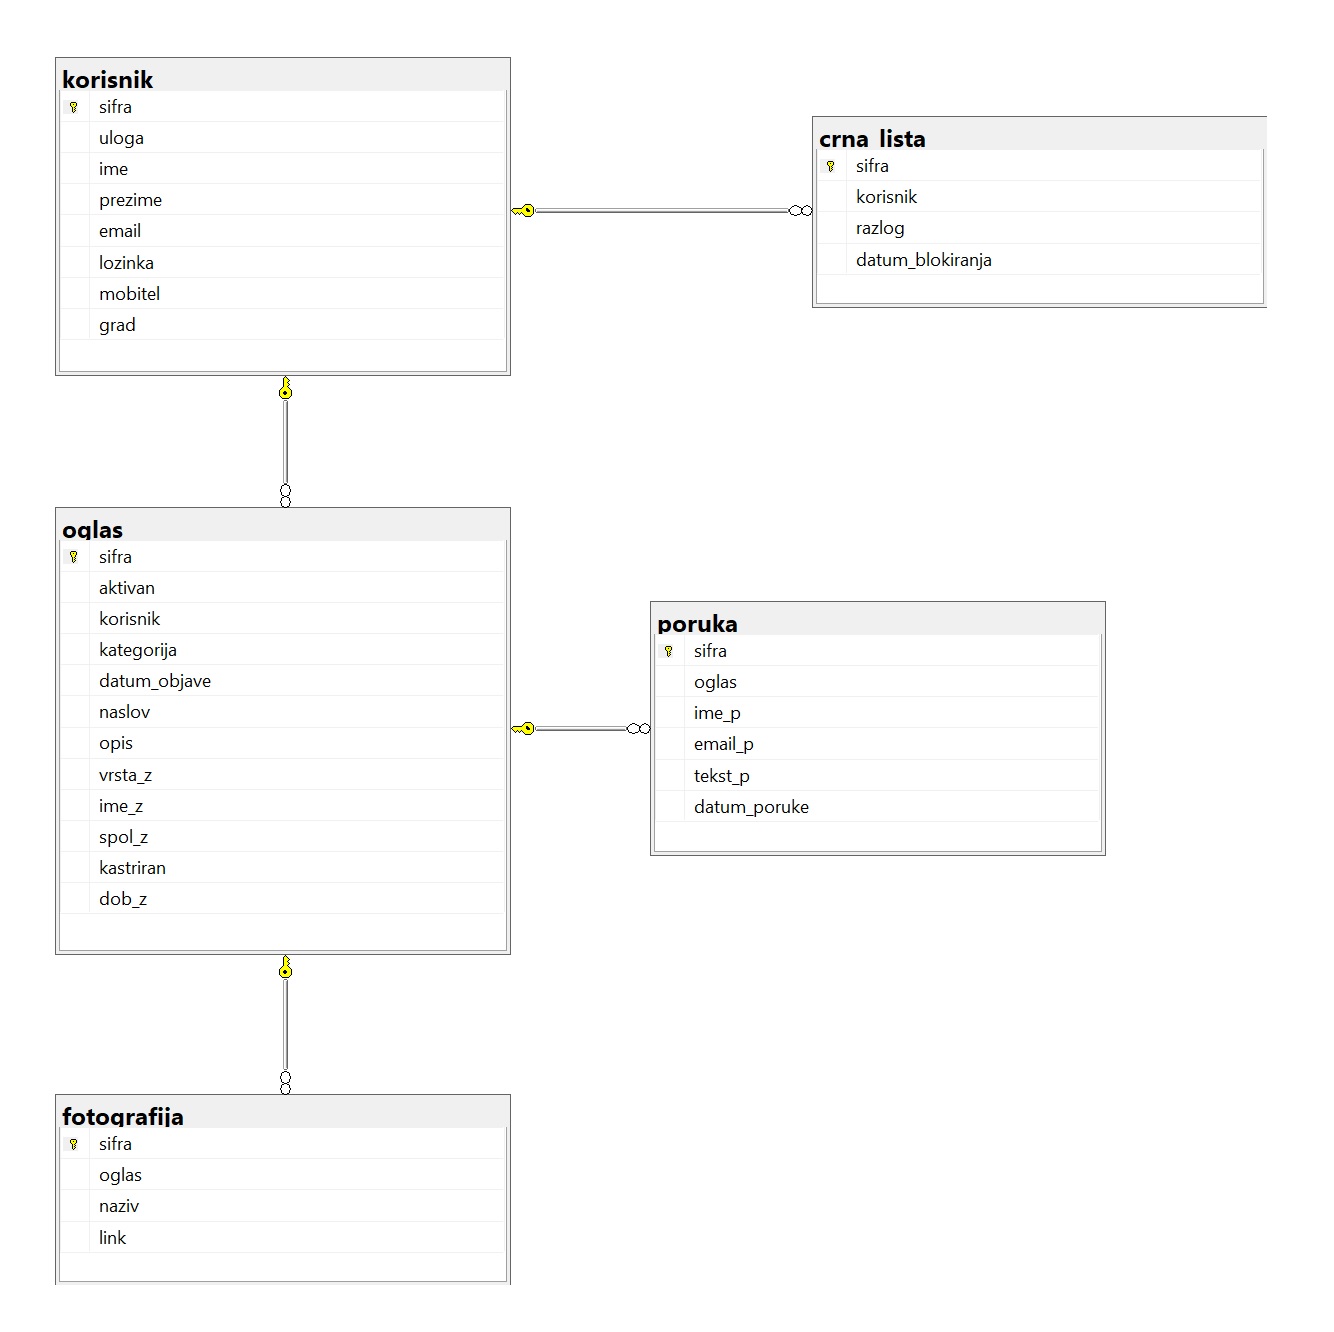 korisnik
sifra
uloga
ime
prezime
email
lozinka
mobitel
grad
crna_lista
sifra
korisnik
razlog
datum_blokiranja
oglas
sifra
aktivan
korisnik
kategorija
datum_objave
naslov
opis
vrsta_z
ime_z
spol_z
kastriran
dob_z
poruka
sifra
oglas
ime_p
email_p
tekst_p
datum_poruke
fotografija
sifra
oglas
naziv
link